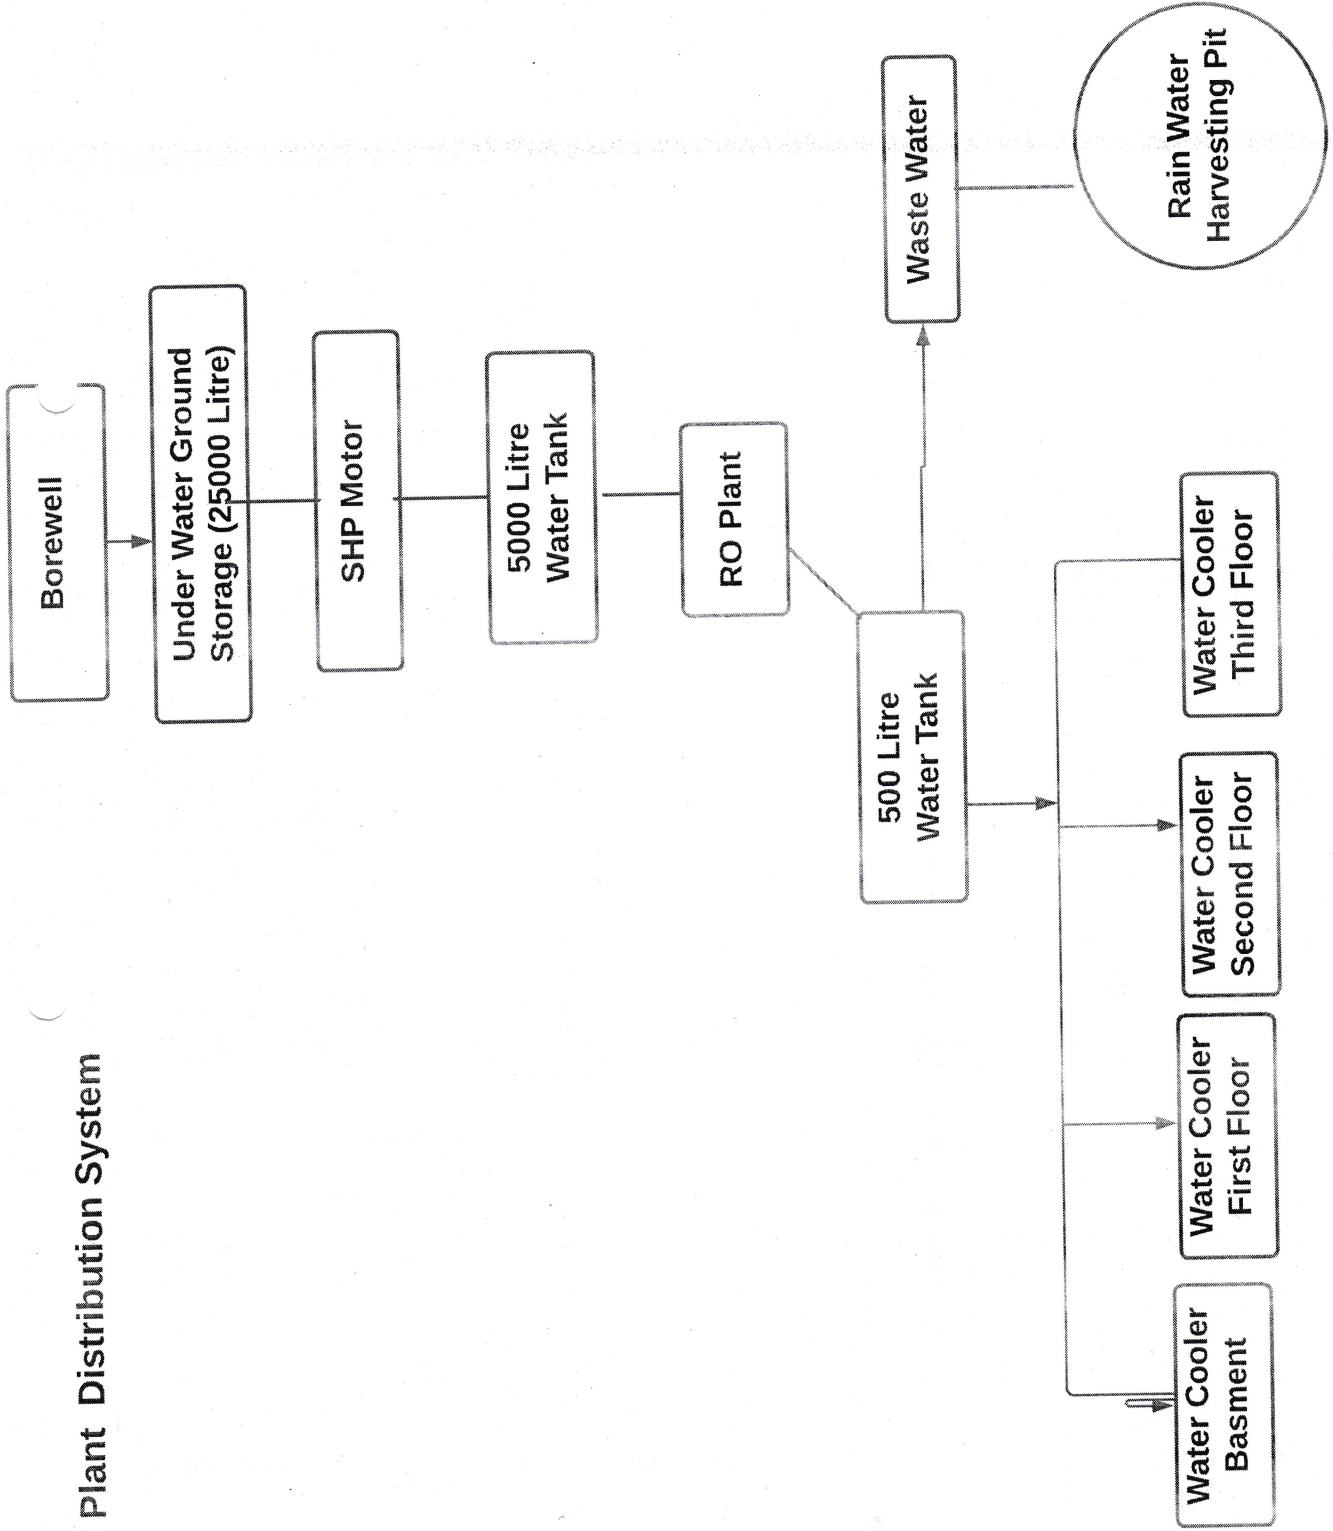 Plant Distribution System
Borewell
Under Water Ground
Storage (25000 Litre)
SHP Motor
5000 Litre
Water Tank
RO Plant
500 Litre
Water Tank
Waste Water
Rain Water
Harvesting Pit
Water Cooler
Basment
Water Cooler
First Floor
Water Cooler
Second Floor
Water Cooler
Third Floor